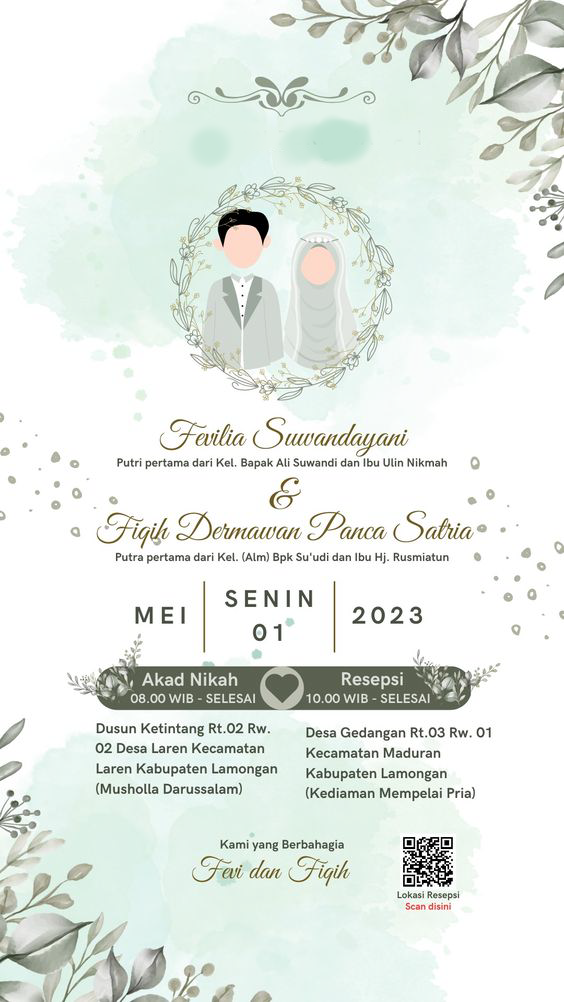 Fevilia Suwandayani
Putri pertama dari Kel. Bapak Ali Suwandi dan Ibu Ulin Nikmah
&
Fiqih Dermawan Panca Satria
Putra pertama dari Kel. (Alm) Bpk Su'udi dan Ibu Hj. Rusmiatun
MEI
SENIN
01
2023
Akad Nikah
08.00 WIB - SELESAI
Resepsi
10.00 WIB - SELESAI
Dusun Ketintang Rt.02 Rw.
02 Desa Laren Kecamatan
Laren Kabupaten Lamongan
(Musholla Darussalam)
Desa Gedangan Rt.03 Rw. 01
Kecamatan Maduran
Kabupaten Lamongan
(Kediaman Mempelai Pria)
Kami yang Berbahagia
Fevi dan Fiqih
Lokasi Resepsi
Scan disini